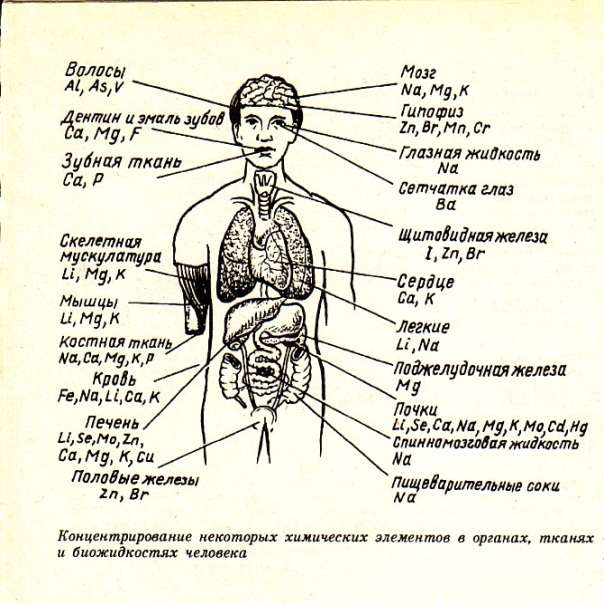 Волосы
Al, As, V
Дентин и эмаль зубов
Ca, Mg, F
Зубная ткань
Ca, P
Скелетная
мускулатура
Li, Mg, K
Мышцы
Li, Mg, K
Костная ткань
Na, Ca, Mg, K, P
Кровь
Fe, Na, Li, Ca, K
Печень
Li, Se, Mo, Zn,
Ca, Mg, K, Cu
Половые железы
Zn, Br
Мозг
Na, Mg, K
Гипофиз
Zn, Br, Mn, Cr
Глазная жидкость
Na
Сетчатка глаз
Ba
Щитовидная железа
I, Zn, Br
Сердце
Ca, K
Легкие
Li, Na
Поджелудочная железа
Mg
Почки
Li, Se, Ca, Na, Mg, K, Mo, Cd, Hg
Спинномозговая жидкость
Na
Пищеварительные соки
Na
Концентрирование некоторых химических элементов в органах, тканях
и биожидкостях человека